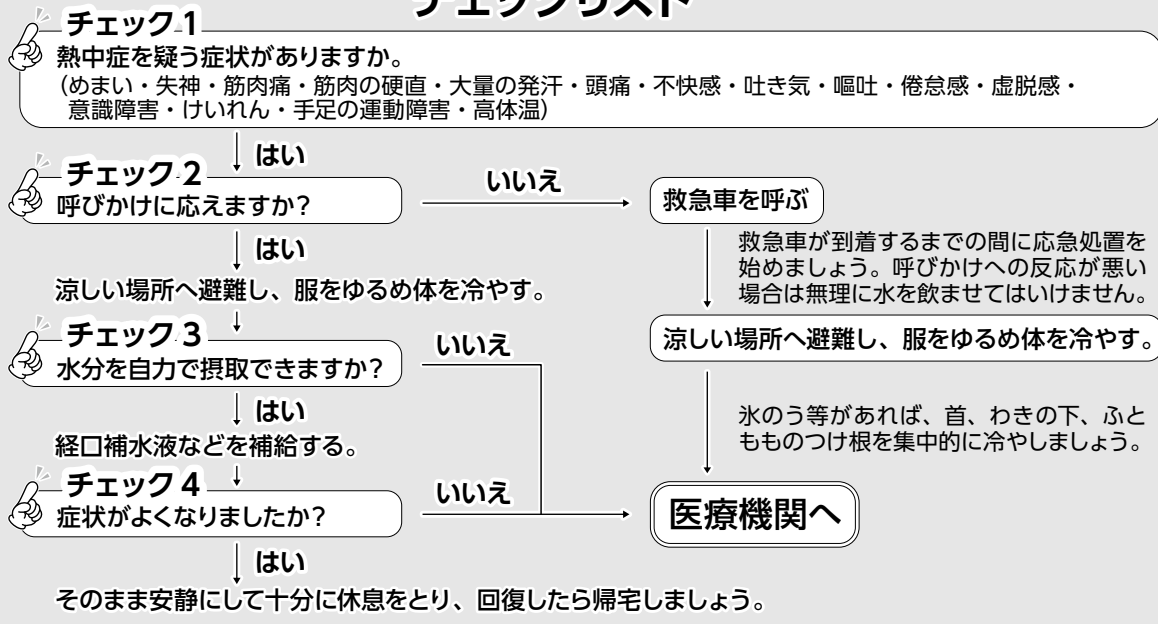 チェックリスト
チェック 1
熱中症を疑う症状がありますか。
(めまい・失神・筋肉痛・筋肉の硬直・大量の発汗・頭痛・不快感・吐き気・嘔吐・倦怠感・虚脱感・
意識障害・けいれん・手足の運動障害・高体温)
はい
チェック 2
呼びかけに応えますか?
いいえ
救急車を呼ぶ
はい
救急車が到着するまでの間に応急処置を
始めましょう。呼びかけへの反応が悪い
場合は無理に水を飲ませてはいけません。
涼しい場所へ避難し、服をゆるめ体を冷やす。
チェック 3
水分を自力で摂取できますか?
いいえ
涼しい場所へ避難し、服をゆるめ体を冷やす。
はい
氷のう等があれば、首、わきの下、ふと
もものつけ根を集中的に冷やしましょう。
経口補水液などを補給する。
チェック 4
症状がよくなりましたか?
いいえ
医療機関へ
はい
そのまま安静にして十分に休息をとり、回復したら帰宅しましょう。